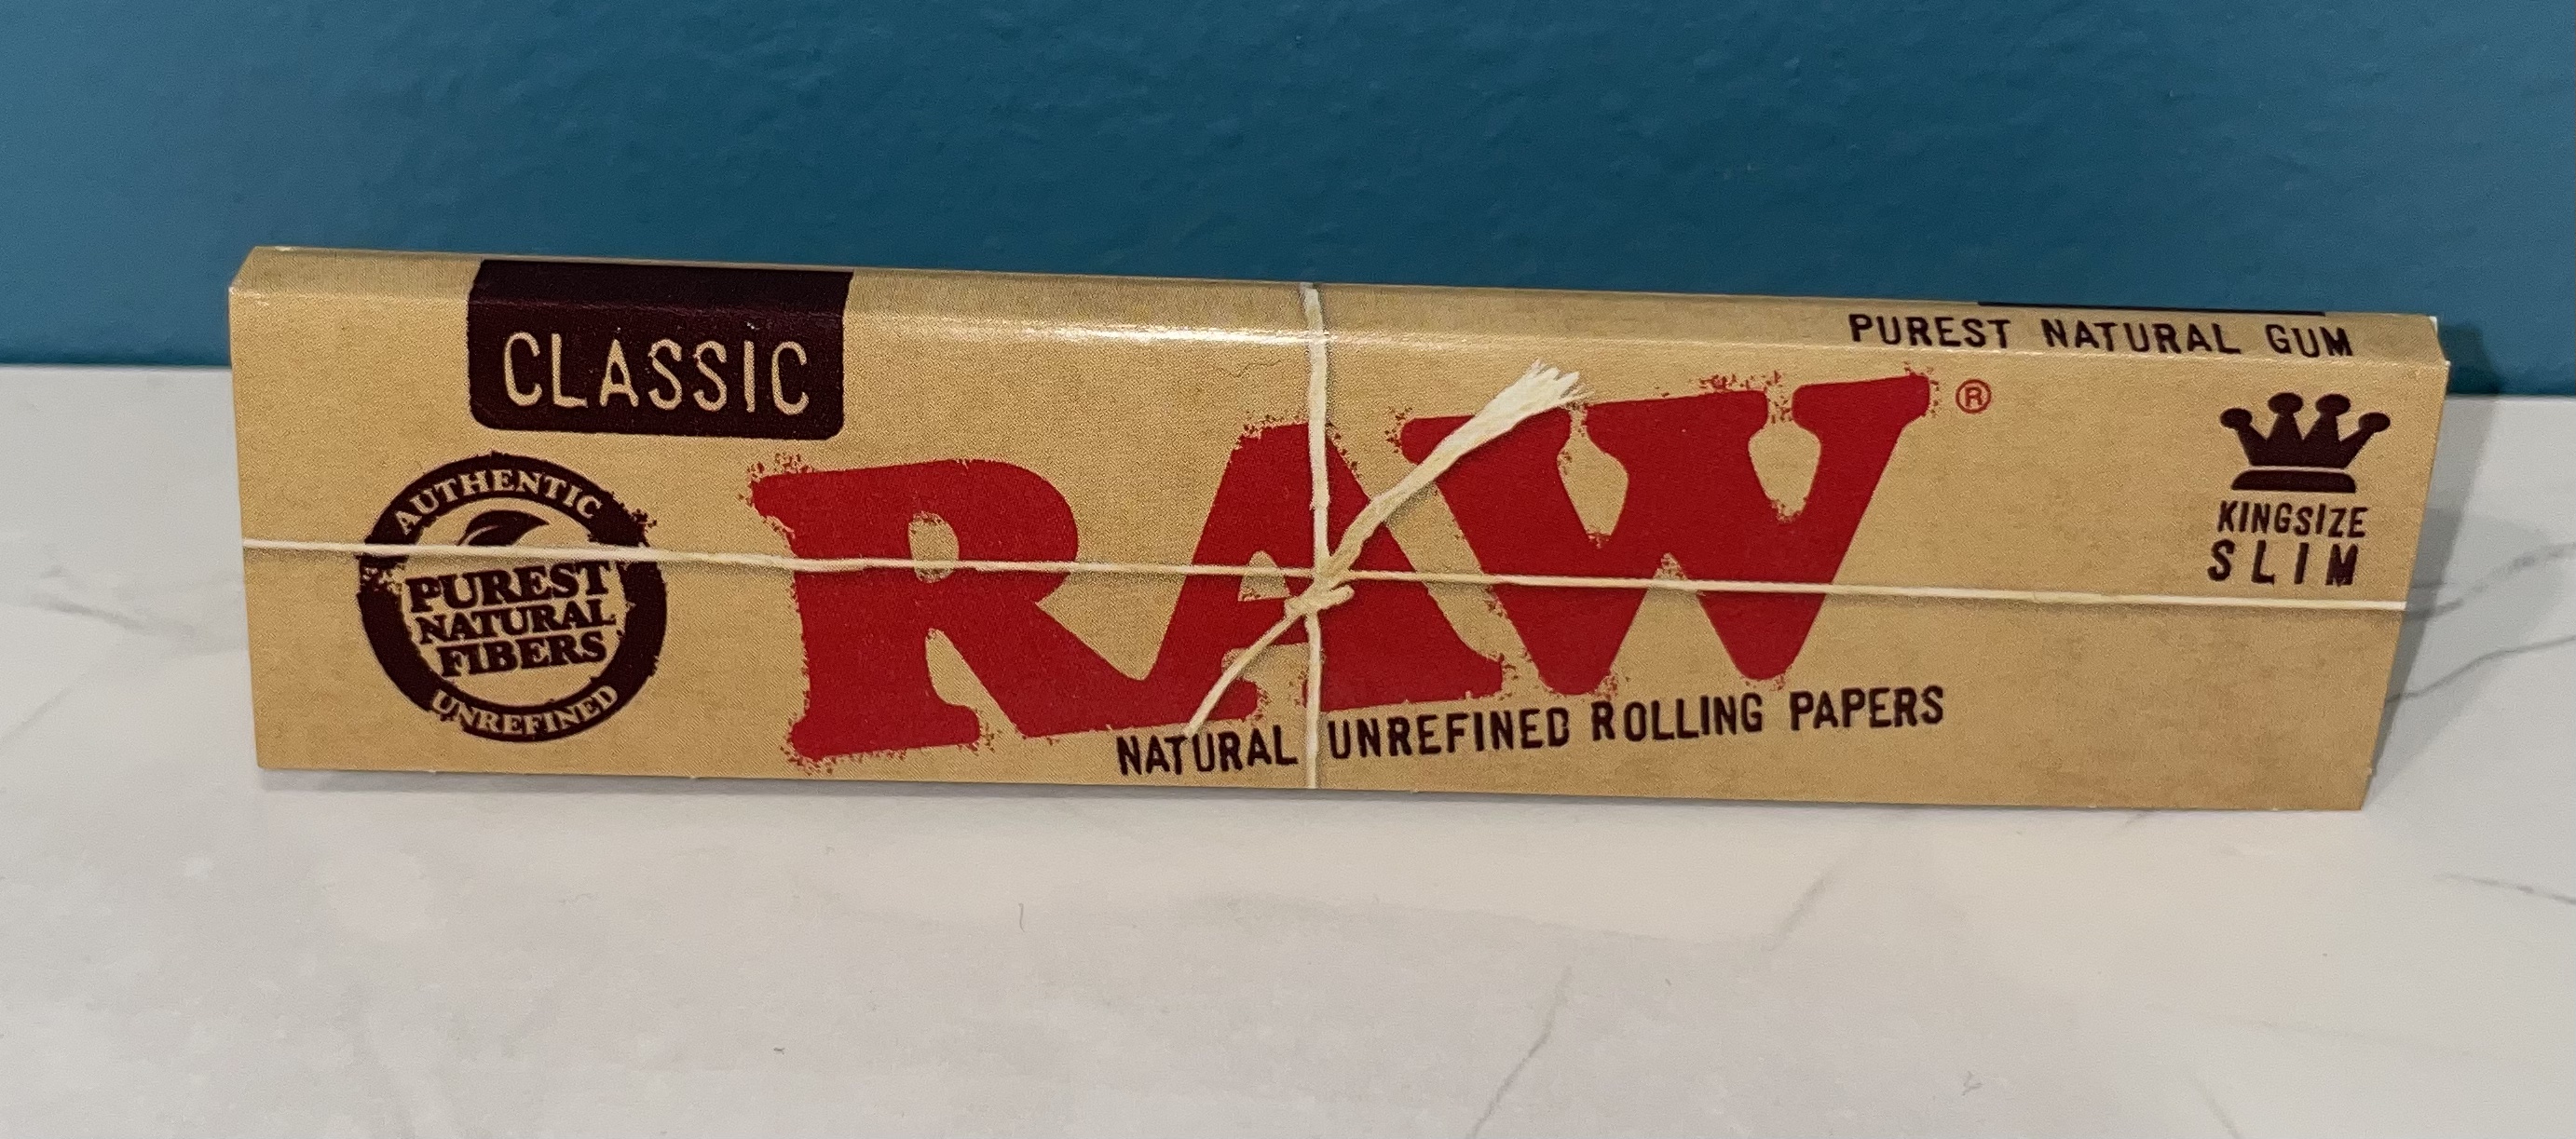 CLASSIC
PUREST NATURAL GUM
AUTHENTIC
PUREST
NATURAL
FIBERS
UNREFINED
RAW®
NATURAL UNREFINED ROLLING PAPERS
KINGSIZE
SLIM